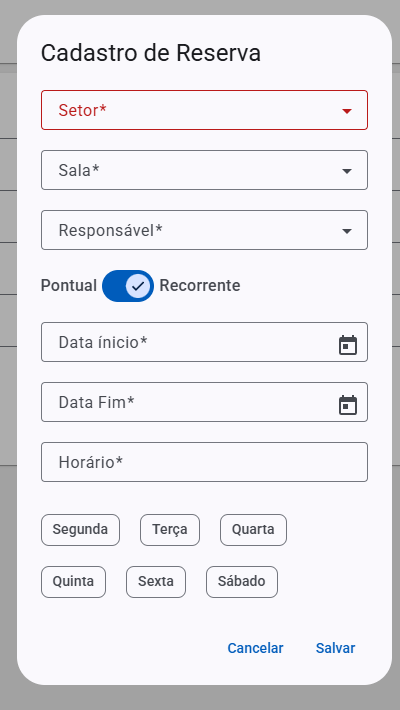 Cadastro de Reserva
Setor*
Sala*
Responsável*
Pontual Recorrente
Data ínicio*
Data Fim*
Horário*
Segunda Terça Quarta
Quinta Sexta Sábado
Cancelar Salvar